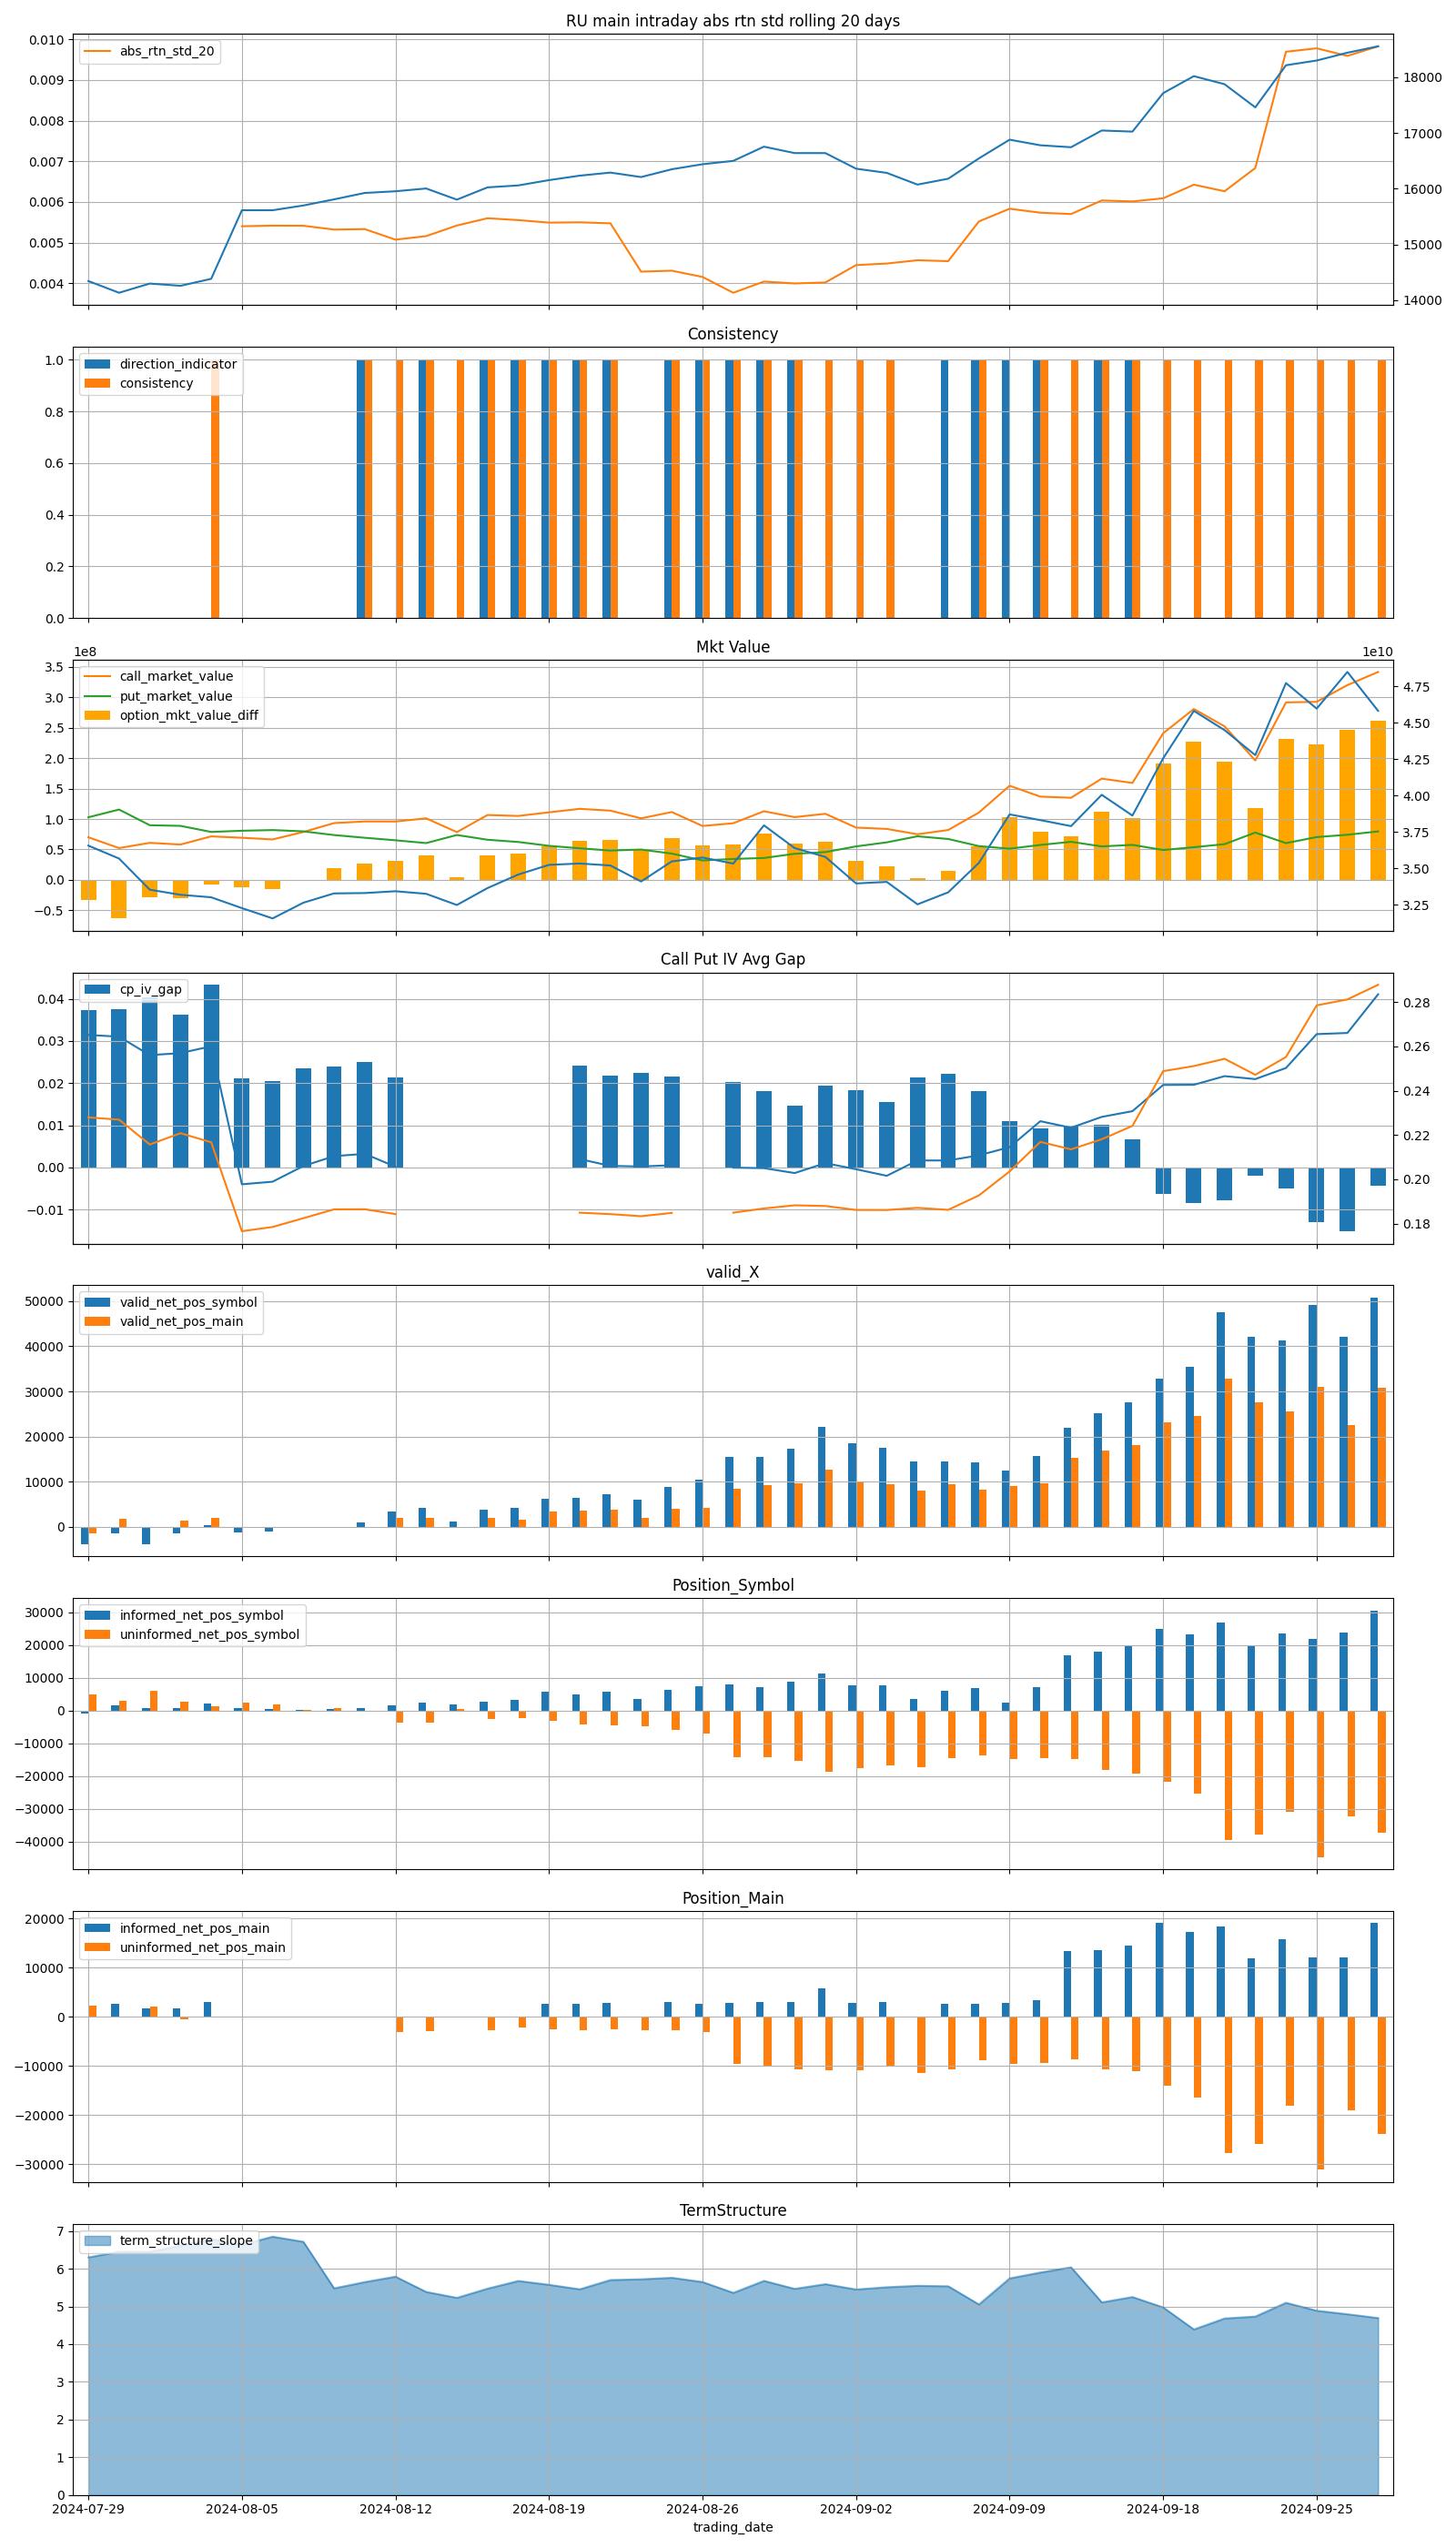 RU main intraday abs rtn std rolling 20 days
abs_rtn_std_20
0.010
0.009
0.008
0.007
0.006
0.005
0.004
18000
17000
16000
15000
14000
Consistency
direction_indicator
consistency
1.0
0.8
0.6
0.4
0.2
0.0
Mkt Value
1e8
1e10
call_market_value
put_market_value
option_mkt_value_diff
3.5
3.0
2.5
2.0
1.5
1.0
0.5
0.0
−0.5
4.75
4.50
4.25
4.00
3.75
3.50
3.25
Call Put IV Avg Gap
cp_iv_gap
0.04
0.03
0.02
0.01
0.00
−0.01
0.28
0.26
0.24
0.22
0.20
0.18
valid_X
valid_net_pos_symbol
valid_net_pos_main
50000
40000
30000
20000
10000
0
Position_Symbol
informed_net_pos_symbol
uninformed_net_pos_symbol
30000
20000
10000
0
−10000
−20000
−30000
−40000
Position_Main
informed_net_pos_main
uninformed_net_pos_main
20000
10000
0
−10000
−20000
−30000
TermStructure
term_structure_slope
7
6
5
4
3
2
1
0
2024-07-29 2024-08-05 2024-08-12 2024-08-19 2024-08-26 2024-09-02 2024-09-09 2024-09-18 2024-09-25
trading_date